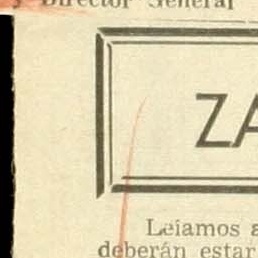 Director General
ZA
Leíamos a
deberán estar